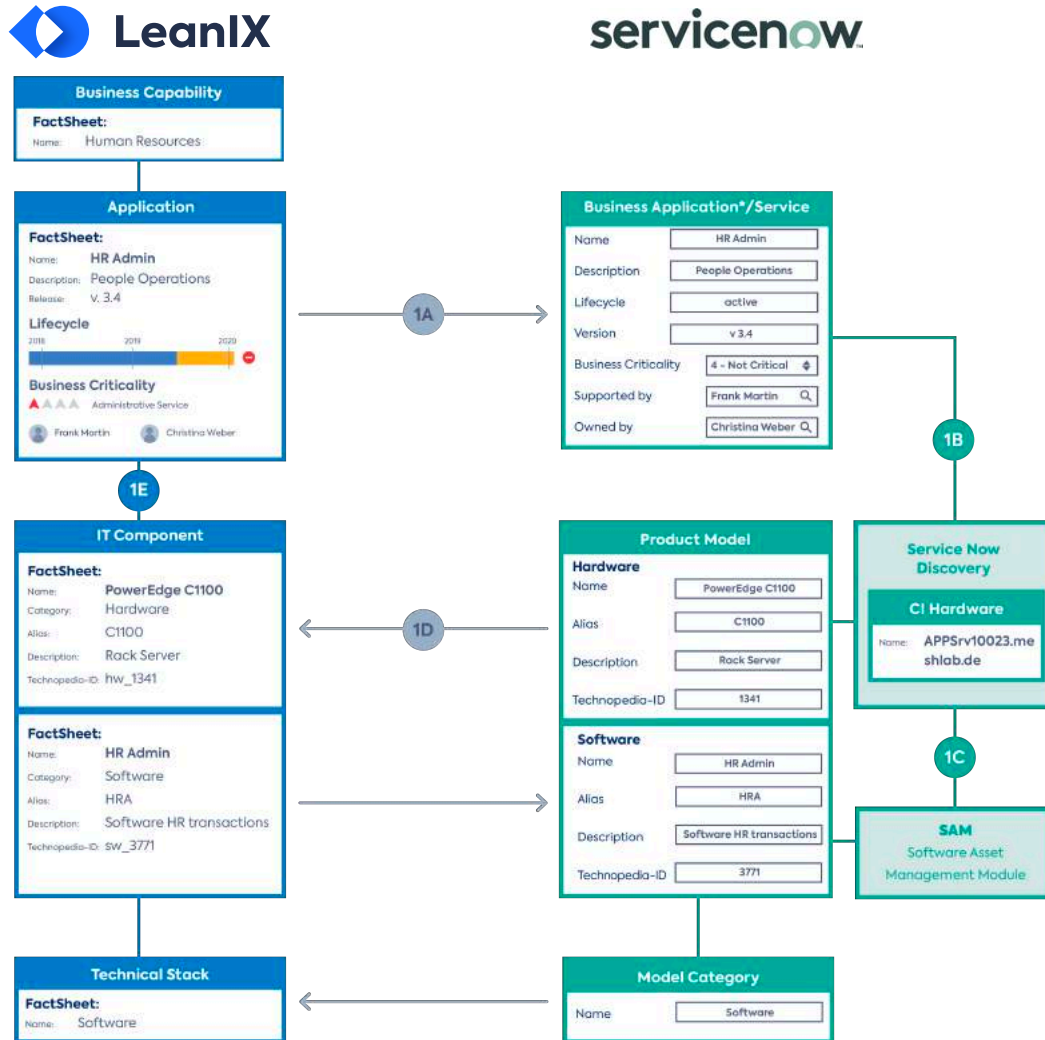 LeanIX
servicenow
Business Capability
FactSheet:
Name: Human Resources
Application
FactSheet:
Name: HR Admin
Description: People Operations
Release: v. 3.4
Lifecycle
2018 2019 2020
Business Criticality
A A A A Administrative Service
Frank Martin Christina Weber
1A
Business Application*/Service
Name HR Admin
Description People Operations
Lifecycle active
Version v 3.4
Business Criticality 4 - Not Critical
Supported by Frank Martin
Owned by Christina Weber
1B
1E
IT Component
FactSheet:
Name: PowerEdge C1100
Category: Hardware
Alias: C1100
Description: Rack Server
Technopedia-ID: hw_1341
FactSheet:
Name: HR Admin
Category: Software
Alias: HRA
Description: Software HR transactions
Technopedia-ID: sw_3771
1D
Product Model
Hardware
Name PowerEdge C1100
Alias C1100
Description Rack Server
Technopedia-ID 1341
Software
Name HR Admin
Alias HRA
Description Software HR transactions
Technopedia-ID 3771
Service Now
Discovery
CI Hardware
Name: APPSrv10023.me
shlab.de
1C
SAM
Software Asset
Management Module
Technical Stack
FactSheet:
Name: Software
Model Category
Name Software